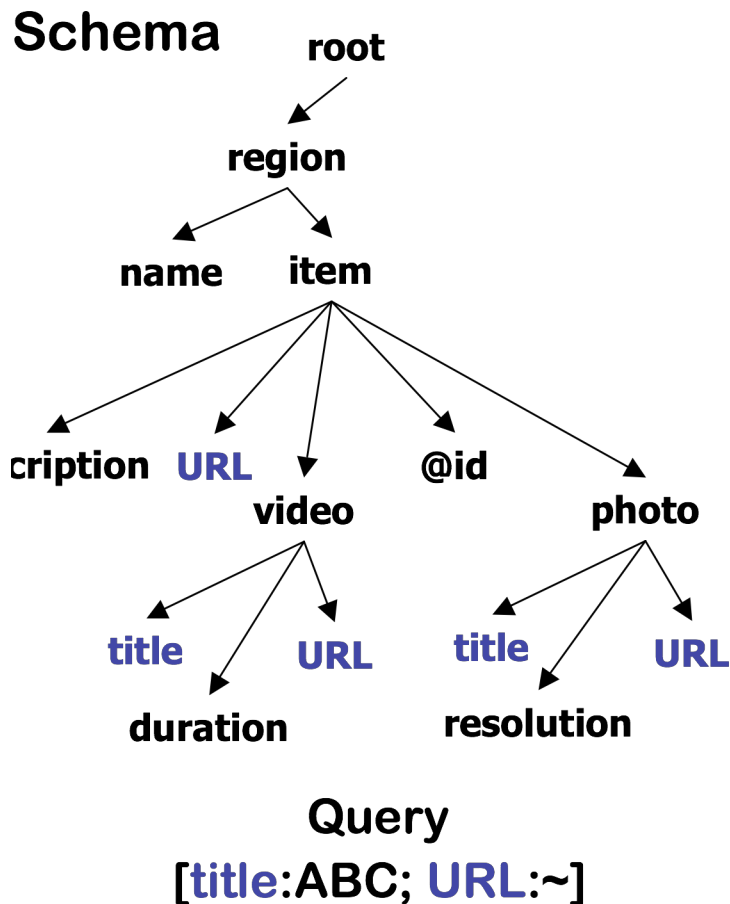 Schema
root
region
name item
cription URL @id
video photo
title URL title URL
duration resolution
Query
[title:ABC; URL:~]